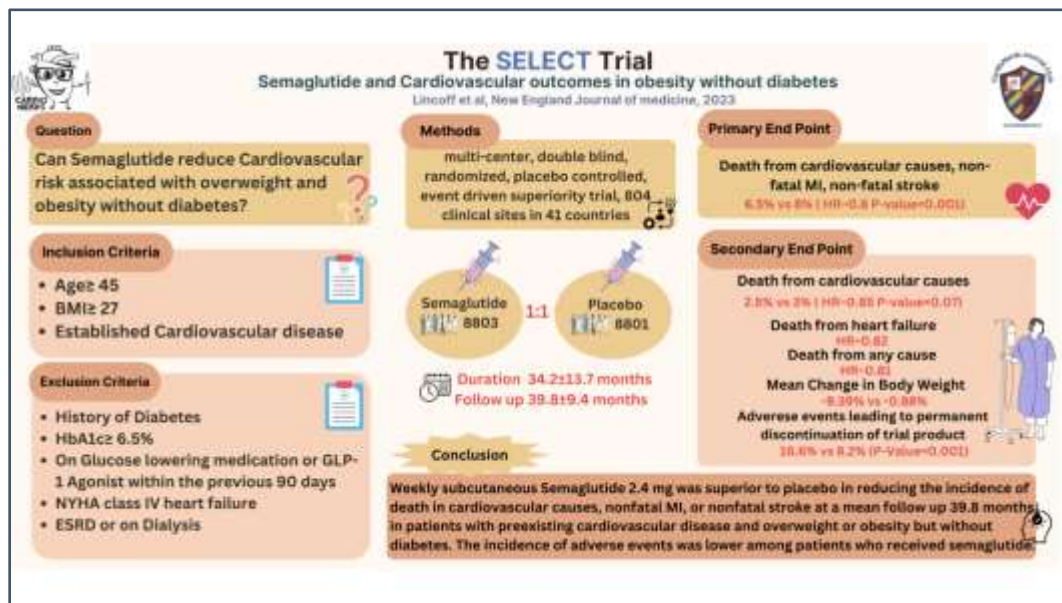 The SELECT Trial
Semaglutide and Cardiovascular outcomes in obesity without diabetes
Lincoff et al, New England Journal of medicine, 2023
Question
Can Semaglutide reduce Cardiovascular
risk associated with overweight and
obesity without diabetes?
Inclusion Criteria
• Age≥ 45
• BMI≥ 27
• Established Cardiovascular disease
Exclusion Criteria
• History of Diabetes
• HbA1c≥ 6.5%
• On Glucose lowering medication or GLP-
1 Agonist within the previous 90 days
• NYHA class IV heart failure
• ESRD or on Dialysis
Methods
multi-center, double blind,
randomized, placebo controlled,
event driven superiority trial, 804
clinical sites in 41 countries
Semaglutide
8803
1:1
Placebo
8801
Duration 34.2±13.7 months
Follow up 39.8±9.4 months
Primary End Point
Death from cardiovascular causes, non-
fatal MI, non-fatal stroke
6.5% vs 8% ( HR=0.8 P-value=0.001)
Secondary End Point
Death from cardiovascular causes
2.5% vs 3% ( HR=0.85 P-value=0.07)
Death from heart failure
HR=0.82
Death from any cause
HR=0.81
Mean Change in Body Weight
-9.39% vs -0.88%
Adverese events leading to permanent
discontinuation of trial product
16.6% vs 8.2% (P-Value=0.001)
Conclusion
Weekly subcutaneous Semaglutide 2.4 mg was superior to placebo in reducing the incidence of
death in cardiovascular causes, nonfatal MI, or nonfatal stroke at a mean follow up 39.8 months
in patients with preexisting cardiovascular disease and overweight or obesity but without
diabetes. The incidence of adverse events was lower among patients who received semaglutide.